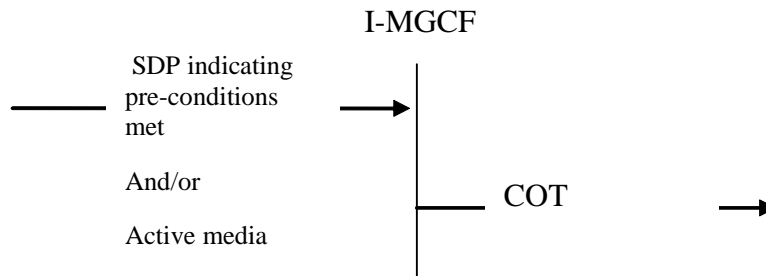 I-MGCF
SDP indicating
pre-conditions
met
And/or
COT
Active media